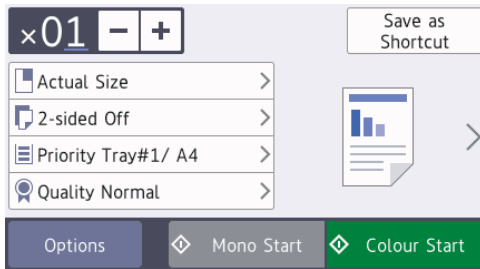 ×01 − +
Save as
Shortcut
Actual Size
2-sided Off
Priority Tray#1/ A4
Quality Normal
Options
Mono Start
Colour Start